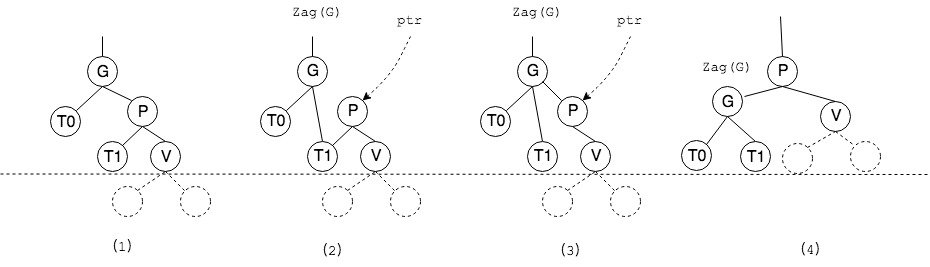 G
T0
P
T1
V
(1)
Zag(G)
ptr
G
T0
P
T1
V
(2)
Zag(G)
ptr
G
T0
P
T1
V
(3)
P
Zag(G)
G
V
T0
T1
(4)